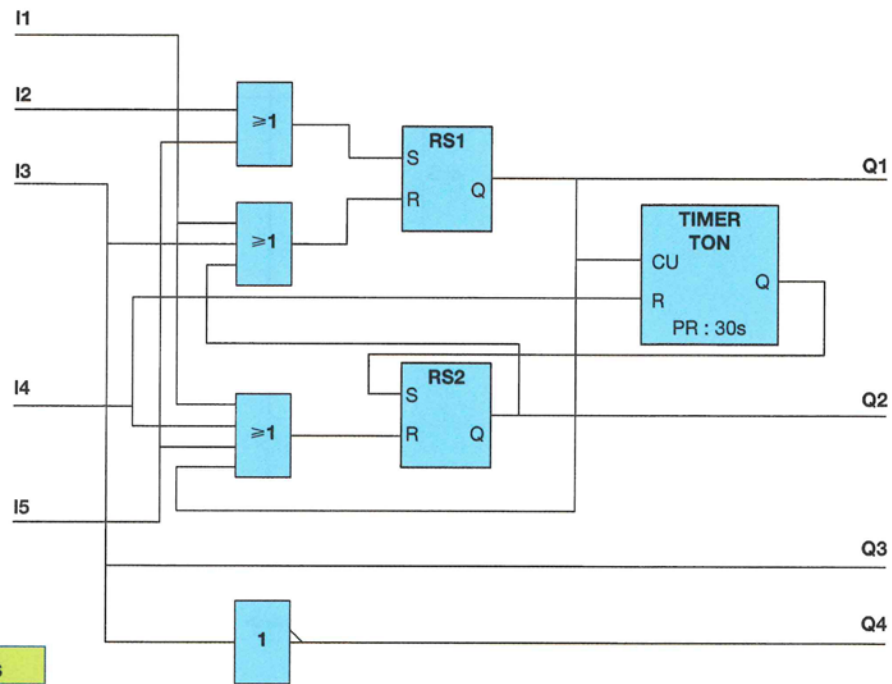 I1
I2
≥1
RS1
S
R
Q
Q1
I3
≥1
TIMER
TON
CU
R
Q
PR : 30s
I4
≥1
RS2
S
R
Q
Q2
I5
Q3
1
Q4
s